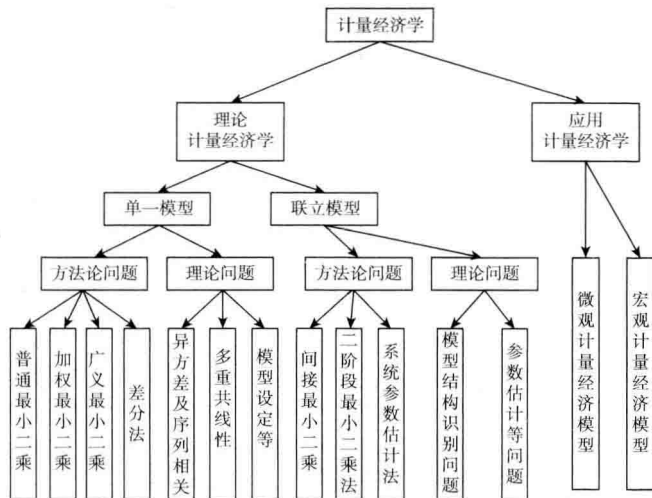 计量经济学
理论
计量经济学
应用
计量经济学
单一模型
联立模型
方法论问题
理论问题
方法论问题
理论问题
普通最小二乘
加权最小二乘
广义最小二乘
差分法
异方差及序列相关
多重共线性
模型设定等
间接最小二乘
二阶段最小二乘法
系统参数估计法
模型结构识别问题
参数估计等问题
微观计量经济模型
宏观计量经济模型